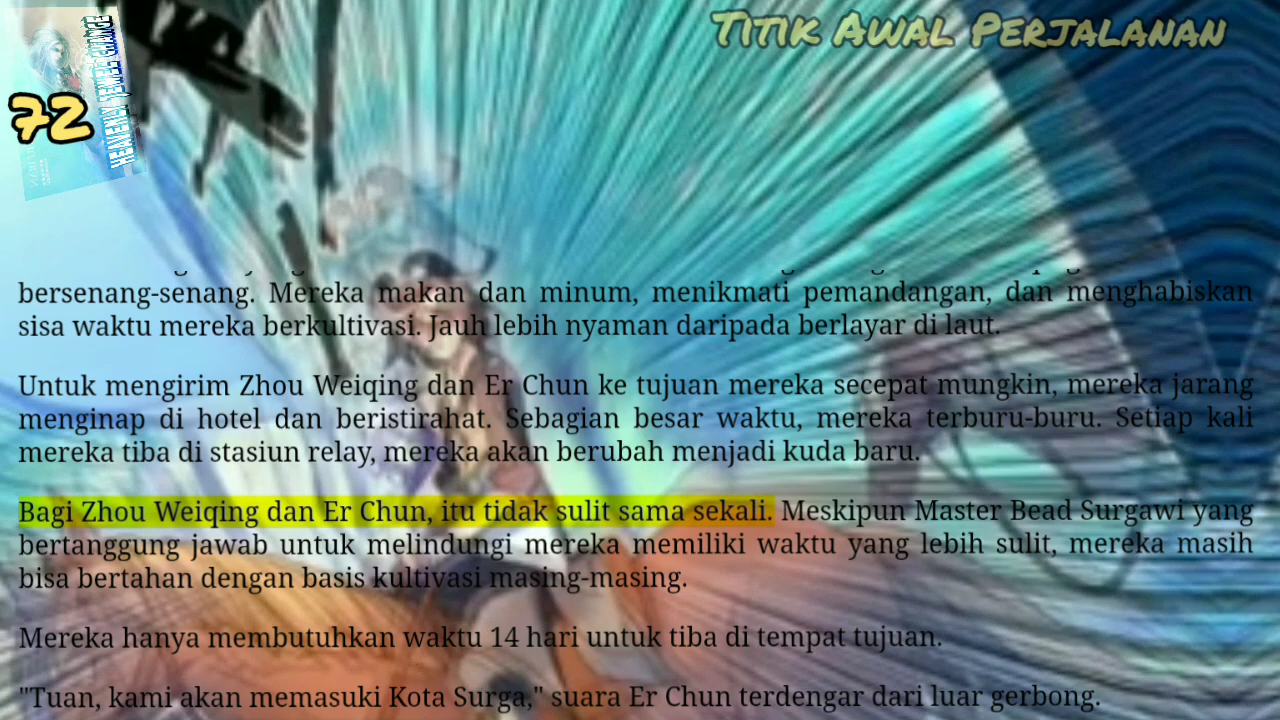 Titik Awal Perjalanan
HEAVENLY JEWEL CHANGE
72
bersenang-senang. Mereka makan dan minum, menikmati pemandangan, dan menghabiskan
sisa waktu mereka berkultivasi. Jauh lebih nyaman daripada berlayar di laut.
Untuk mengirim Zhou Weiqing dan Er Chun ke tujuan mereka secepat mungkin, mereka jarang
menginap di hotel dan beristirahat. Sebagian besar waktu, mereka terburu-buru. Setiap kali
mereka tiba di stasiun relay, mereka akan berubah menjadi kuda baru.
Bagi Zhou Weiqing dan Er Chun, itu tidak sulit sama sekali. Meskipun Master Bead Surgawi yang
bertanggung jawab untuk melindungi mereka memiliki waktu yang lebih sulit, mereka masih
bisa bertahan dengan basis kultivasi masing-masing.
Mereka hanya membutuhkan waktu 14 hari untuk tiba di tempat tujuan.
"Tuan, kami akan memasuki Kota Surga," suara Er Chun terdengar dari luar gerbong.